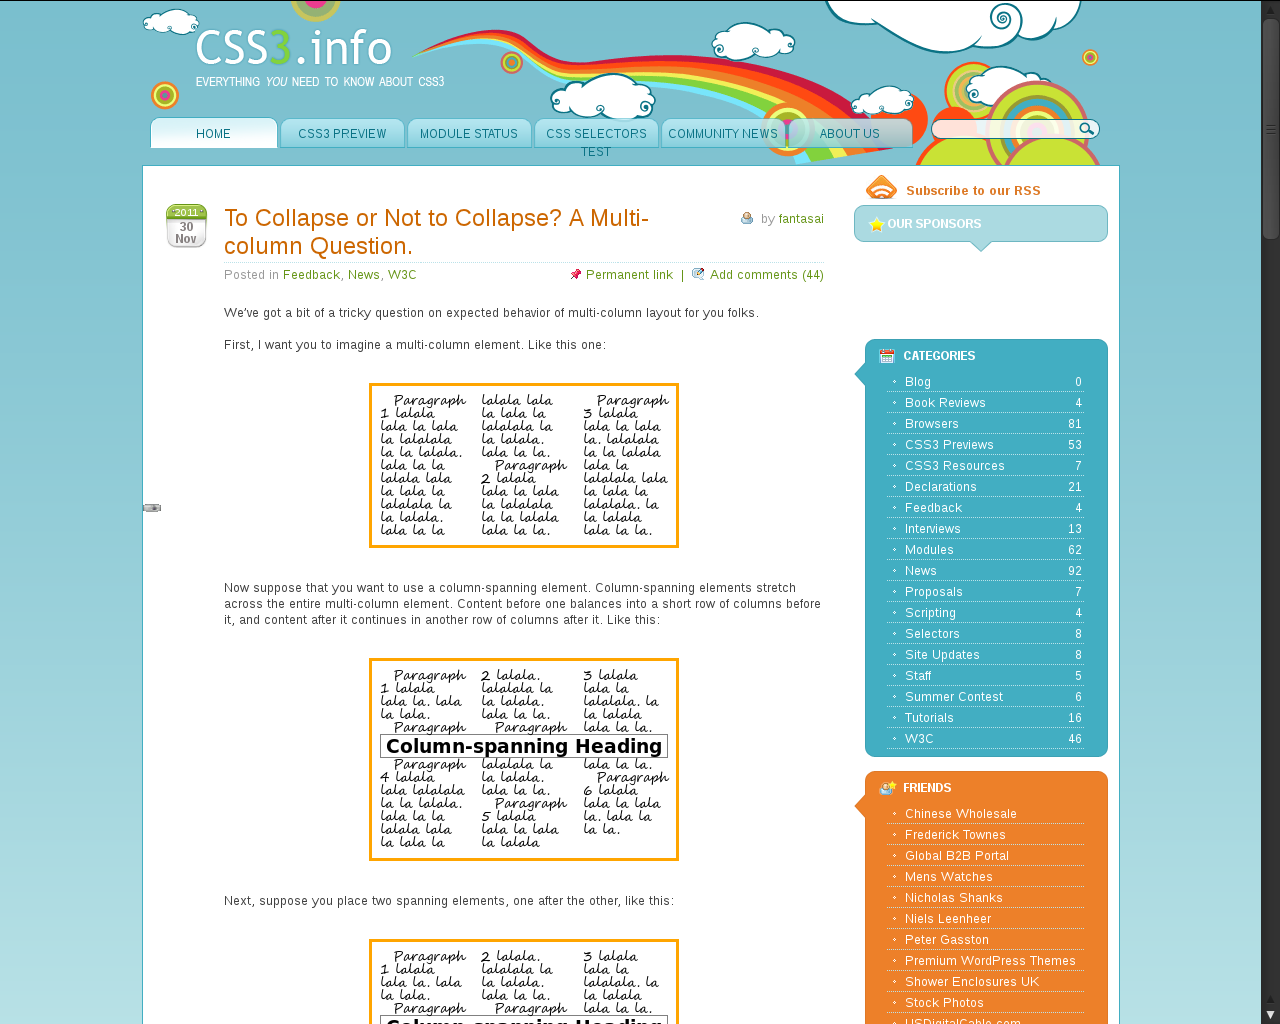 CSS3.info
EVERYTHING YOU NEED TO KNOW ABOUT CSS3
HOME
CSS3 PREVIEW
MODULE STATUS
CSS SELECTORS
TEST
COMMUNITY NEWS
ABOUT US
2011
30
Nov
To Collapse or Not to Collapse? A Multi-
column Question.
by fantasai
Posted in Feedback, News, W3C
Permanent link | Add comments (44)
We've got a bit of a tricky question on expected behavior of multi-column layout for you folks.
First, I want you to imagine a multi-column element. Like this one:
Paragraph
1 lalala
lala la lala
la lalalala
la la lalala.
lala la la
lalala lala
la lala la
lalalala la
la lalala.
lala la la
lalala lala
la lala la
lalalala la
la lalala.
lala la la.
Paragraph
2 lalala
lala la lala
la lalalala
la la lalala
lala la la.
Paragraph
3 lalala
lala la lala
la. lalalala
la la lalala
lala la
lalalala lala
la lala la
lalalala. la
la lalala
lala la la.
Now suppose that you want to use a column-spanning element. Column-spanning elements stretch
across the entire multi-column element. Content before one balances into a short row of columns before
it, and content after it continues in another row of columns after it. Like this:
Paragraph
1 lalala
lala la. lala
la lala.
Paragraph
2 lalala.
lalalala la
la lalala.
lala la la.
Paragraph
3 lalala
lala la
lalalala. la
la lalala
lala la la.
Column-spanning Heading
Paragraph
4 lalala
lala lalalala
la la lalala.
lala la la
lalala lala
la lala la
lalalala la
la lalala.
lala la la.
Paragraph
5 lalala
lala la lala
la lalala
lala la la.
Paragraph
6 lalala
lala la lala
la. lala la
la la.
Next, suppose you place two spanning elements, one after the other, like this:
Paragraph
1 lalala
lala la. lala
la lala.
Paragraph
2 lalala.
lalalala la
la lalala.
lala la la.
Paragraph
3 lalala
lala la
lalalala. la
la lalala
lala la la.
Column-spanning Heading
Subscribe to our RSS
OUR SPONSORS
CATEGORIES
Blog 0
Book Reviews 4
Browsers 81
CSS3 Previews 53
CSS3 Resources 7
Declarations 21
Feedback 4
Interviews 13
Modules 62
News 92
Proposals 7
Scripting 4
Selectors 8
Site Updates 8
Staff 5
Summer Contest 6
Tutorials 16
W3C 46
FRIENDS
Chinese Wholesale
Frederick Townes
Global B2B Portal
Mens Watches
Nicholas Shanks
Niels Leenheer
Peter Gasston
Premium WordPress Themes
Shower Enclosures UK
Stock Photos
USDigitalCable.com